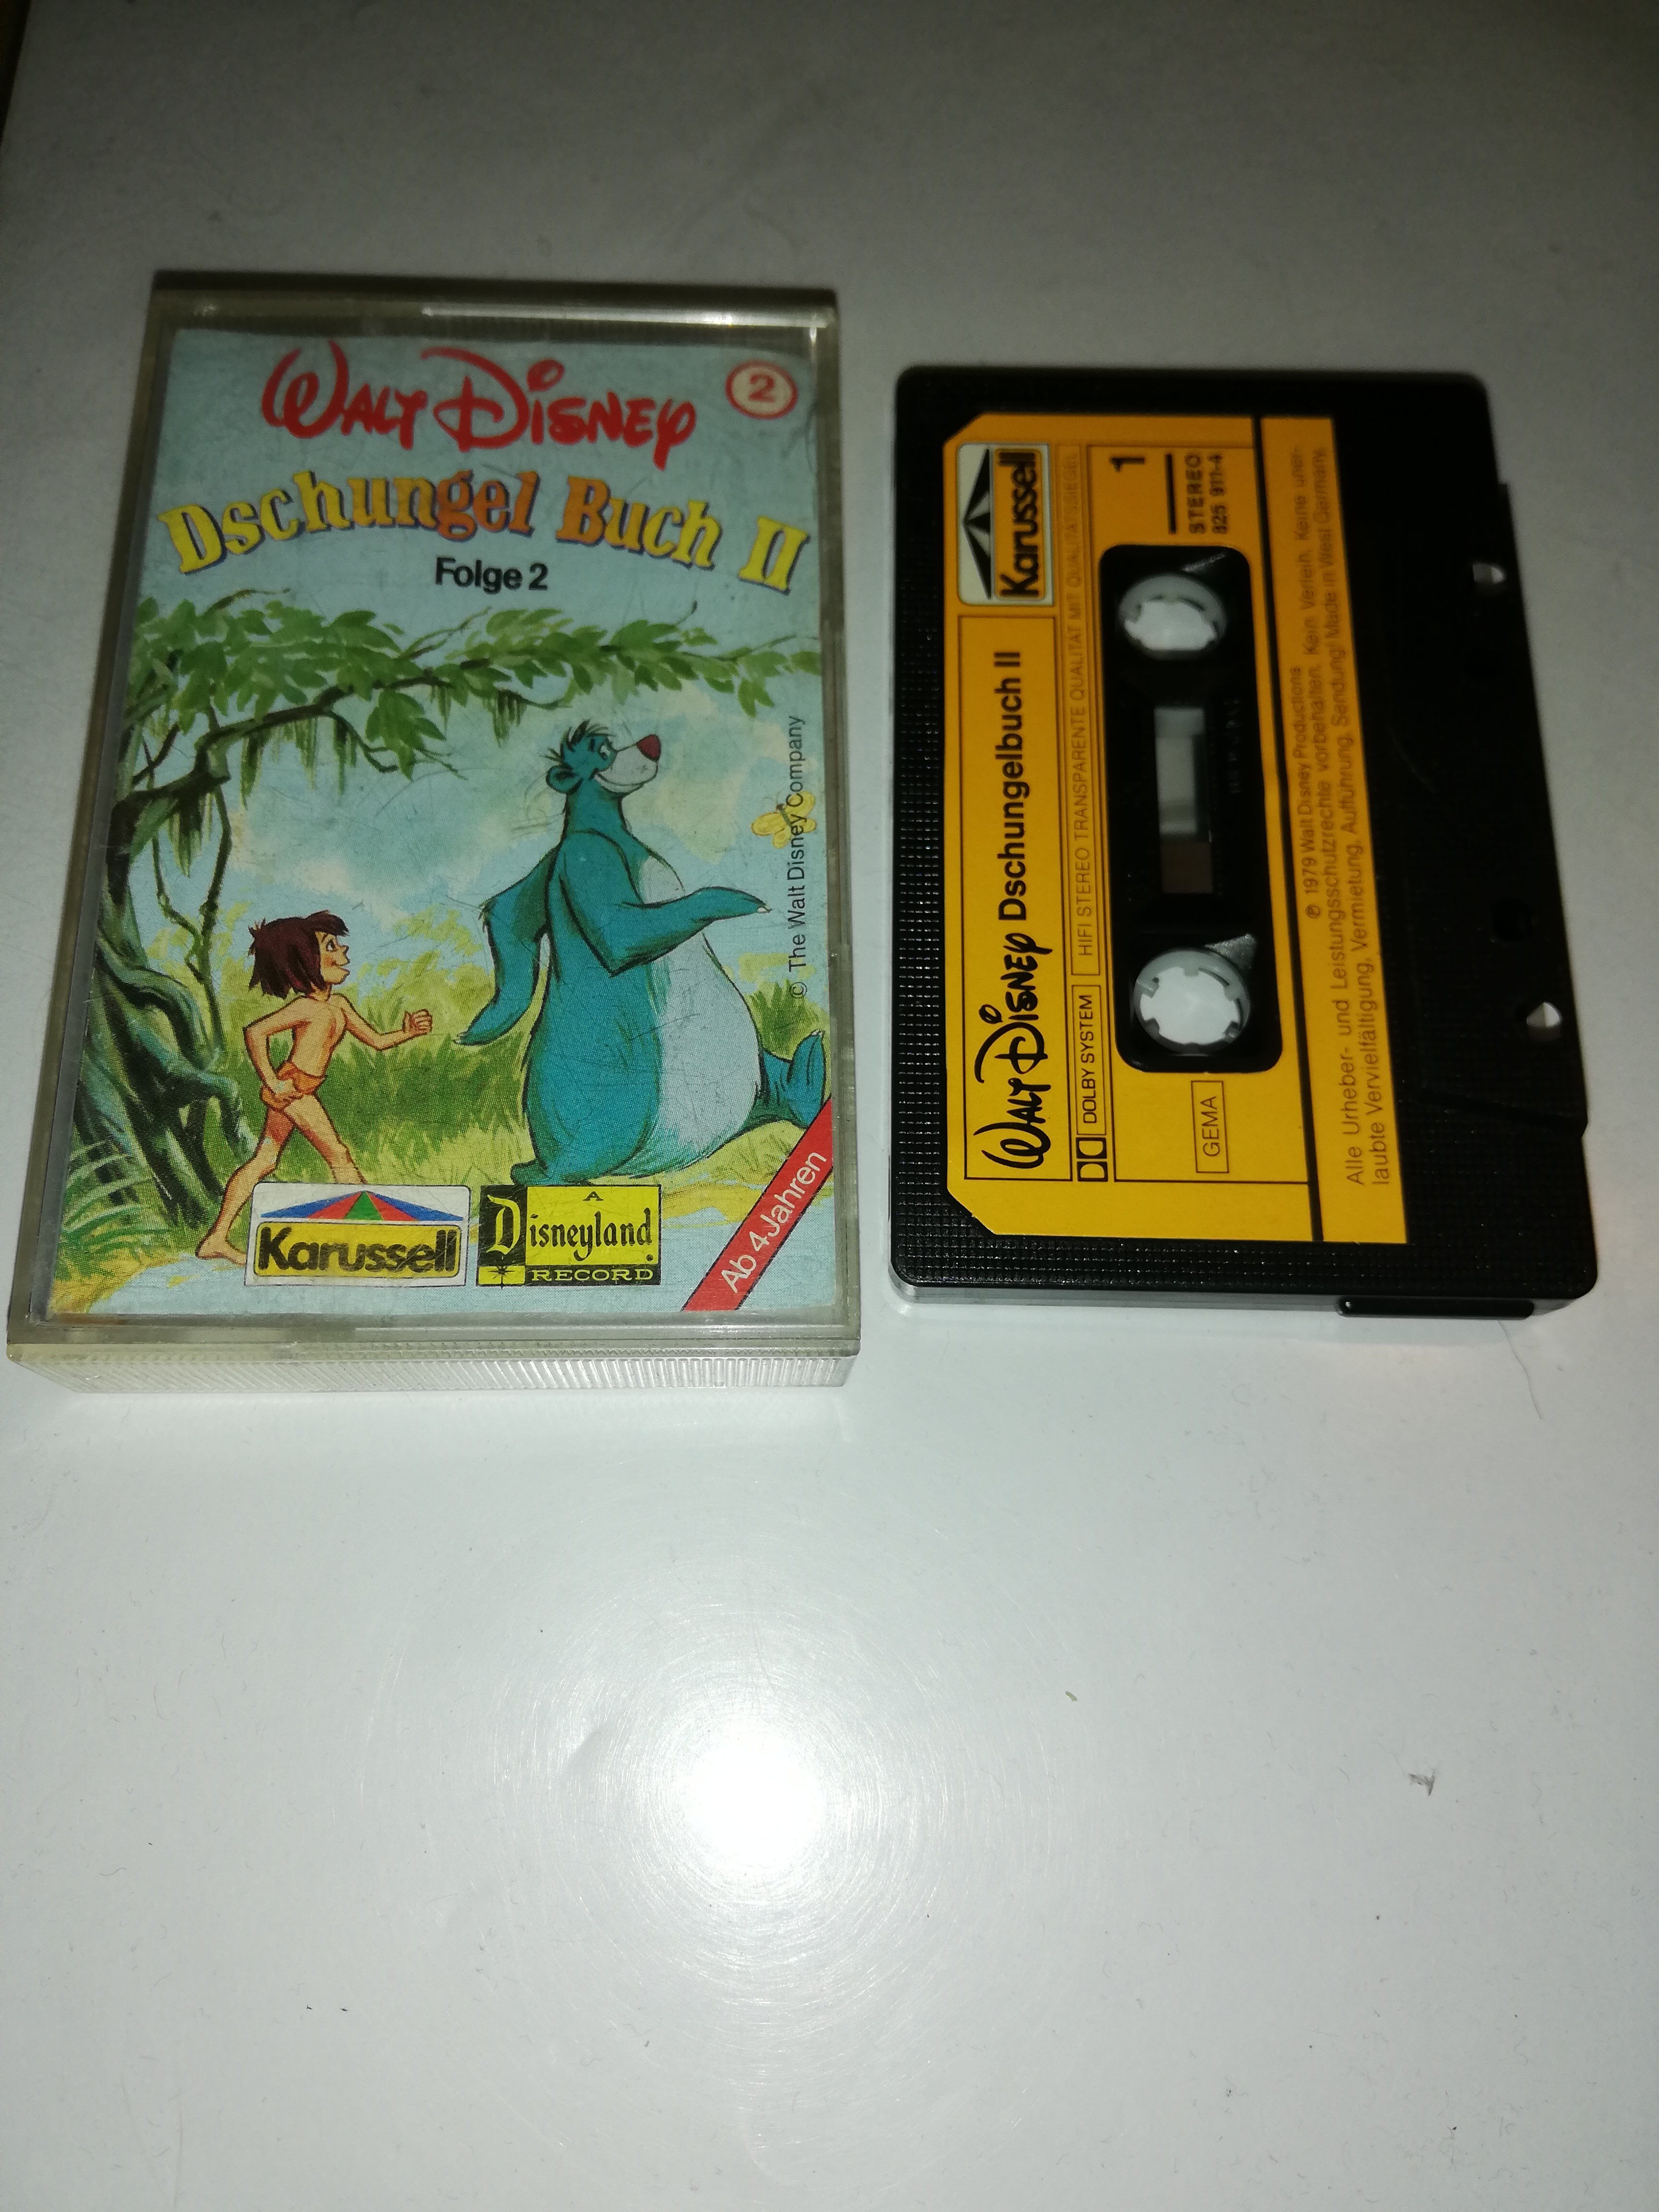 WALT DISNEY
2
Dschungel Buch II
Folge 2
© The Walt Disney Company
Karussell
A
Disneyland
RECORD
Ab 4 Jahren
WALT DISNEY Dschungelbuch II
Karussell
DOLBY SYSTEM
HIFI STEREO TRANSPARENTE QUALITÄT MIT QUALITÄTSSIEGEL
GEMA
1
STEREO
825 911-4
℗ 1979 Walt Disney Productions
Alle Urheber- und Leistungsschutzrechte vorbehalten. Kein Verleih. Keine uner-
laubte Vervielfältigung, Vermietung, Aufführung, Sendung! Made in West Germany.